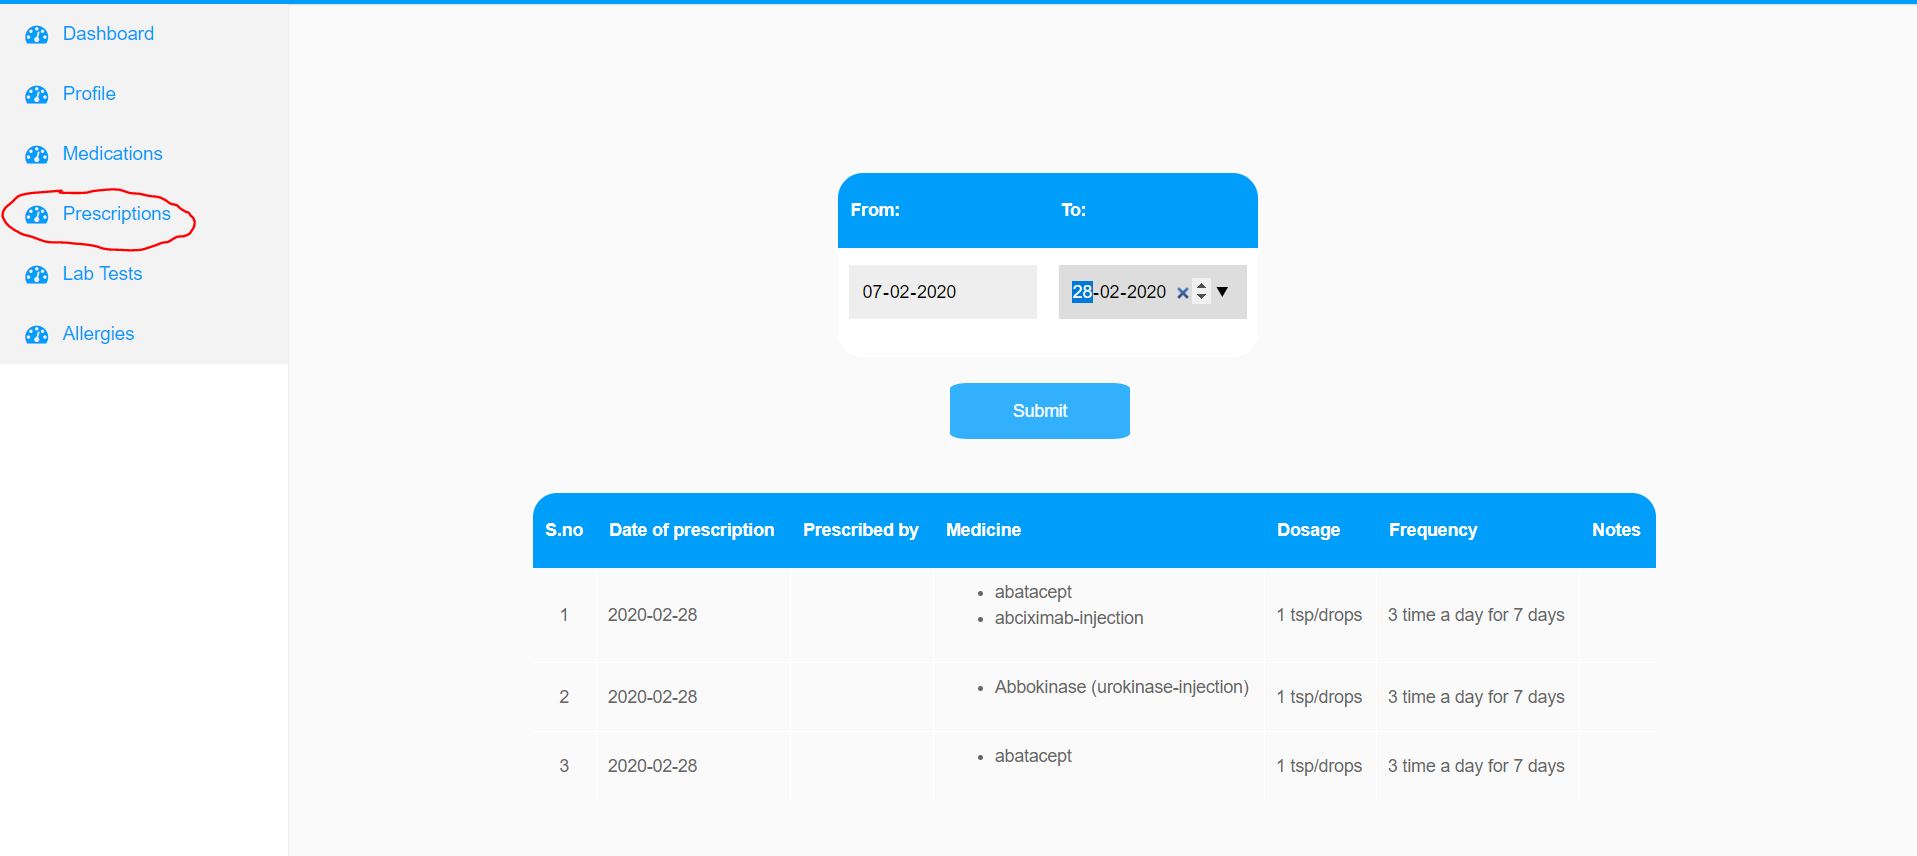 Dashboard
Profile
Medications
Prescriptions
Lab Tests
Allergies
From: To:
07-02-2020 28-02-2020
Submit
S.no Date of prescription Prescribed by Medicine Dosage Frequency Notes
1 2020-02-28 abatacept 1 tsp/drops 3 time a day for 7 days
abciximab-injection
2 2020-02-28 Abbokinase (urokinase-injection) 1 tsp/drops 3 time a day for 7 days
3 2020-02-28 abatacept 1 tsp/drops 3 time a day for 7 days